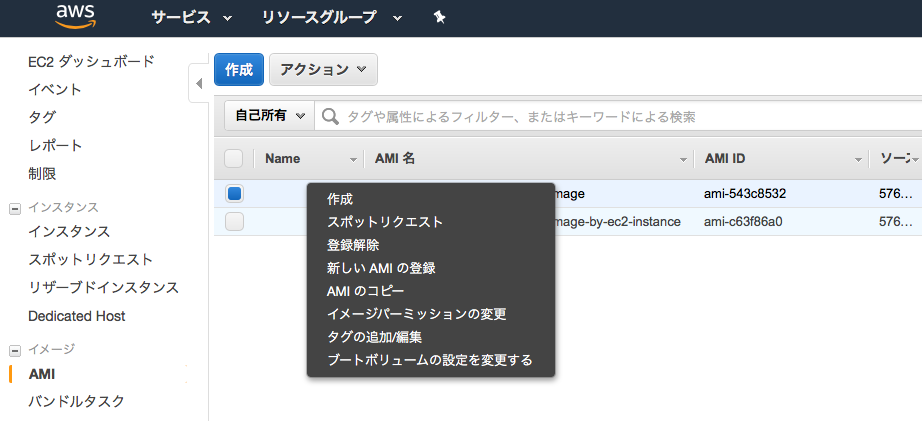 aws サービス リソースグループ
EC2 ダッシュボード
イベント
タグ
レポート
制限
インスタンス
インスタンス
スポットリクエスト
リザーブドインスタンス
Dedicated Host
イメージ
AMI
バンドルタスク
作成 アクション
自己所有 タグや属性によるフィルター、またはキーワードによる検索
Name AMI 名 AMI ID ソース
mage ami-543c8532 576...
mage-by-ec2-instance ami-c63f86a0 576...
作成
スポットリクエスト
登録解除
新しい AMI の登録
AMI のコピー
イメージパーミッションの変更
タグの追加/編集
ブートボリュームの設定を変更する